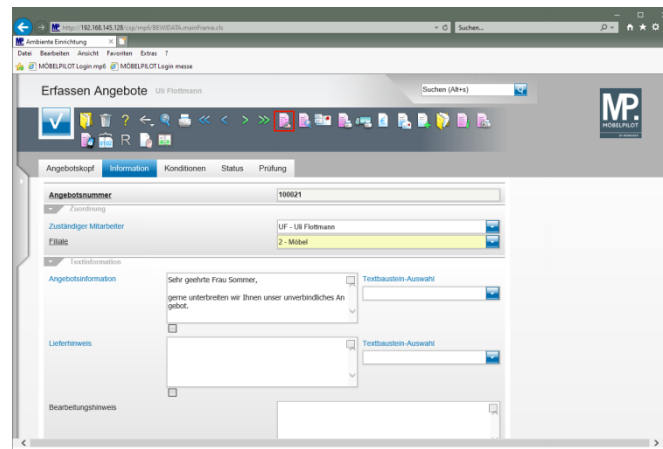 http://192.168.145.128/csp/mp6/BEWIDATA.mainFrame.cls
Suchen...
Ambiente Einrichtung
Datei Bearbeiten Ansicht Favoriten Extras ?
MÖBELPILOT Login mp6 MÖBELPILOT Login messe
Erfassen Angebote Uli Flottmann
Suchen (Alt+s)
MP.
MÖBELPILOT
Angebotskopf Information Konditionen Status Prüfung
Angebotsnummer 100021
Zuordnung
Zuständiger Mitarbeiter UF - Uli Flottmann
Filiale 2 - Möbel
Textinformation
Angebotsinformation Sehr geehrte Frau Sommer, Textbaustein-Auswahl
gerne unterbreiten wir Ihnen unser unverbindliches An
gebot.
Lieferhinweis Textbaustein-Auswahl
Bearbeitungshinweis